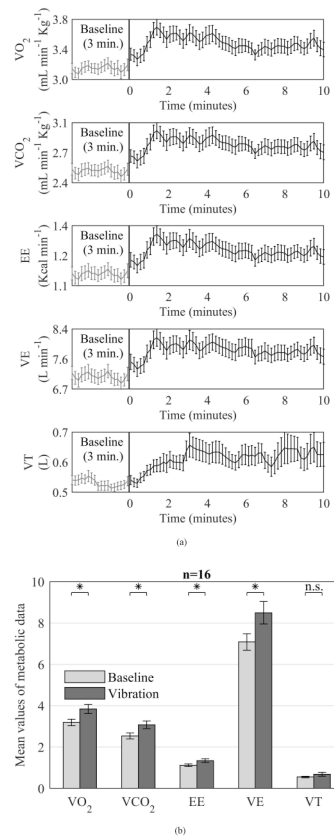 3.8
3.4
3.0
VO2
(mL min-1 Kg-1)
Baseline
(3 min.)
0 2 4 6 8 10
Time (minutes)
3.1
2.7
2.4
VCO2
(mL min-1 Kg-1)
Baseline
(3 min.)
0 2 4 6 8 10
Time (minutes)
1.4
1.2
1.1
EE
(Kcal min-1)
Baseline
(3 min.)
0 2 4 6 8 10
Time (minutes)
8.4
7.6
6.7
VE
(L min-1)
Baseline
(3 min.)
0 2 4 6 8 10
Time (minutes)
0.7
0.6
0.5
VT
(L)
Baseline
(3 min.)
0 2 4 6 8 10
Time (minutes)
(a)
n=16
* * * * n.s.
10
8
6
4
2
0
Mean values of metabolic data
Baseline
Vibration
VO2 VCO2 EE VE VT
(b)